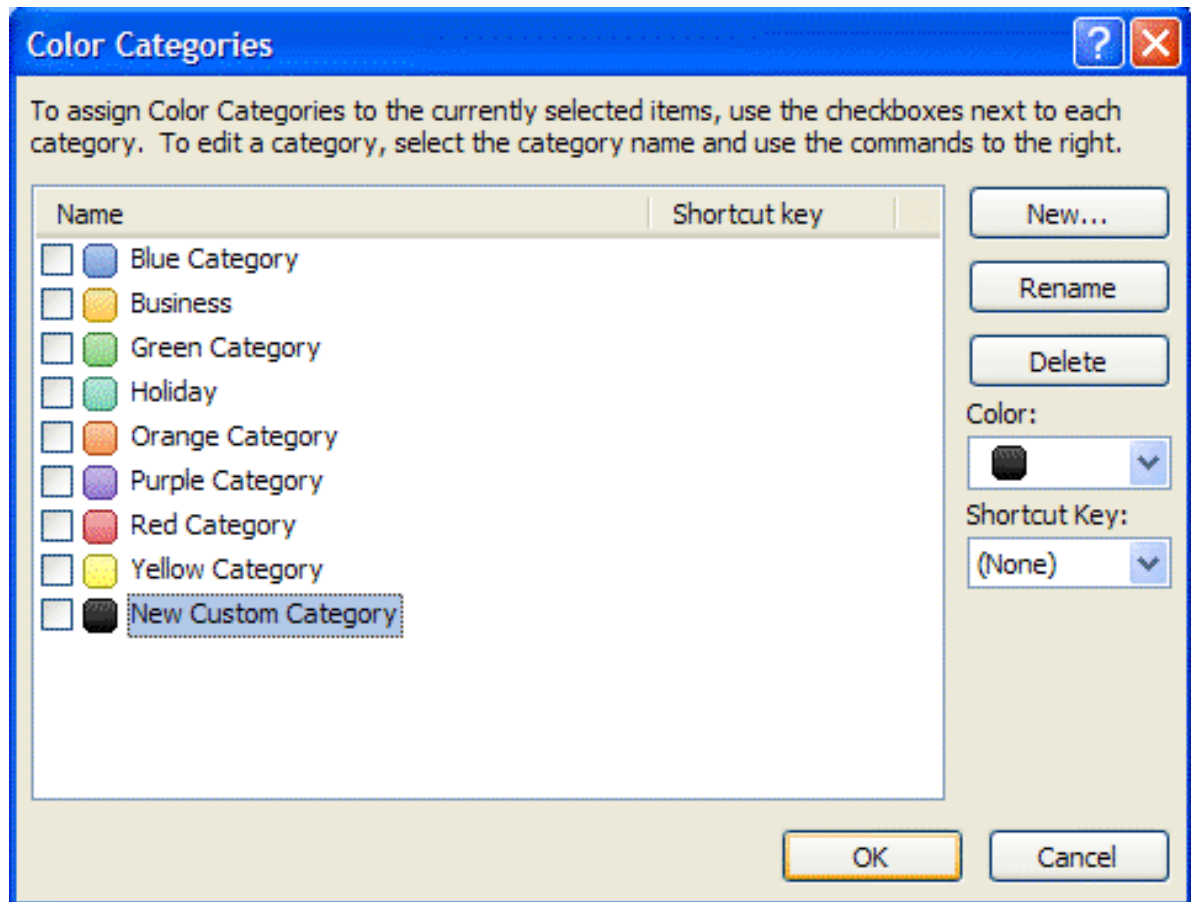 Color Categories
To assign Color Categories to the currently selected items, use the checkboxes next to each
category.  To edit a category, select the category name and use the commands to the right.
Name Shortcut key
New...
Blue Category
Business
Rename
Green Category
Delete
Holiday
Color:
Orange Category
Purple Category
Red Category
Shortcut Key:
Yellow Category
(None)
New Custom Category
OK Cancel